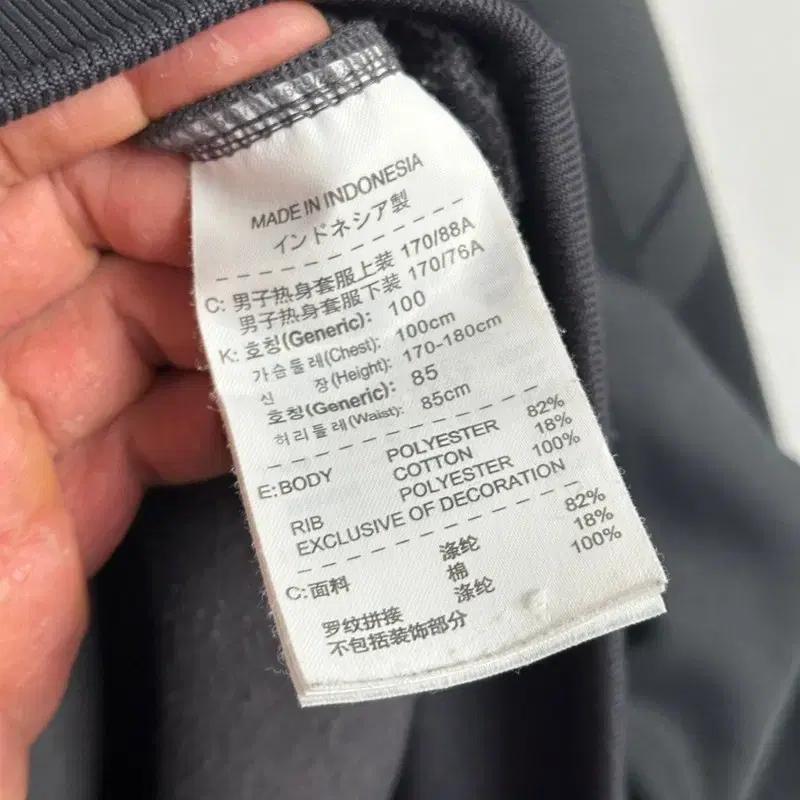 MADE IN INDONESIA
インドネシア製
C: 男子热身套服上装 170/88A
男子热身套服下装 170/76A
K: 호칭(Generic): 100
가슴둘레(Chest): 100cm
신 장(Height): 170-180cm
호칭(Generic): 85
허리둘레(Waist): 85cm
E: BODY POLYESTER 82%
COTTON 18%
RIB POLYESTER 100%
EXCLUSIVE OF DECORATION
C: 面料 涤纶 82%
棉 18%
罗纹拼接 涤纶 100%
不包括装饰部分